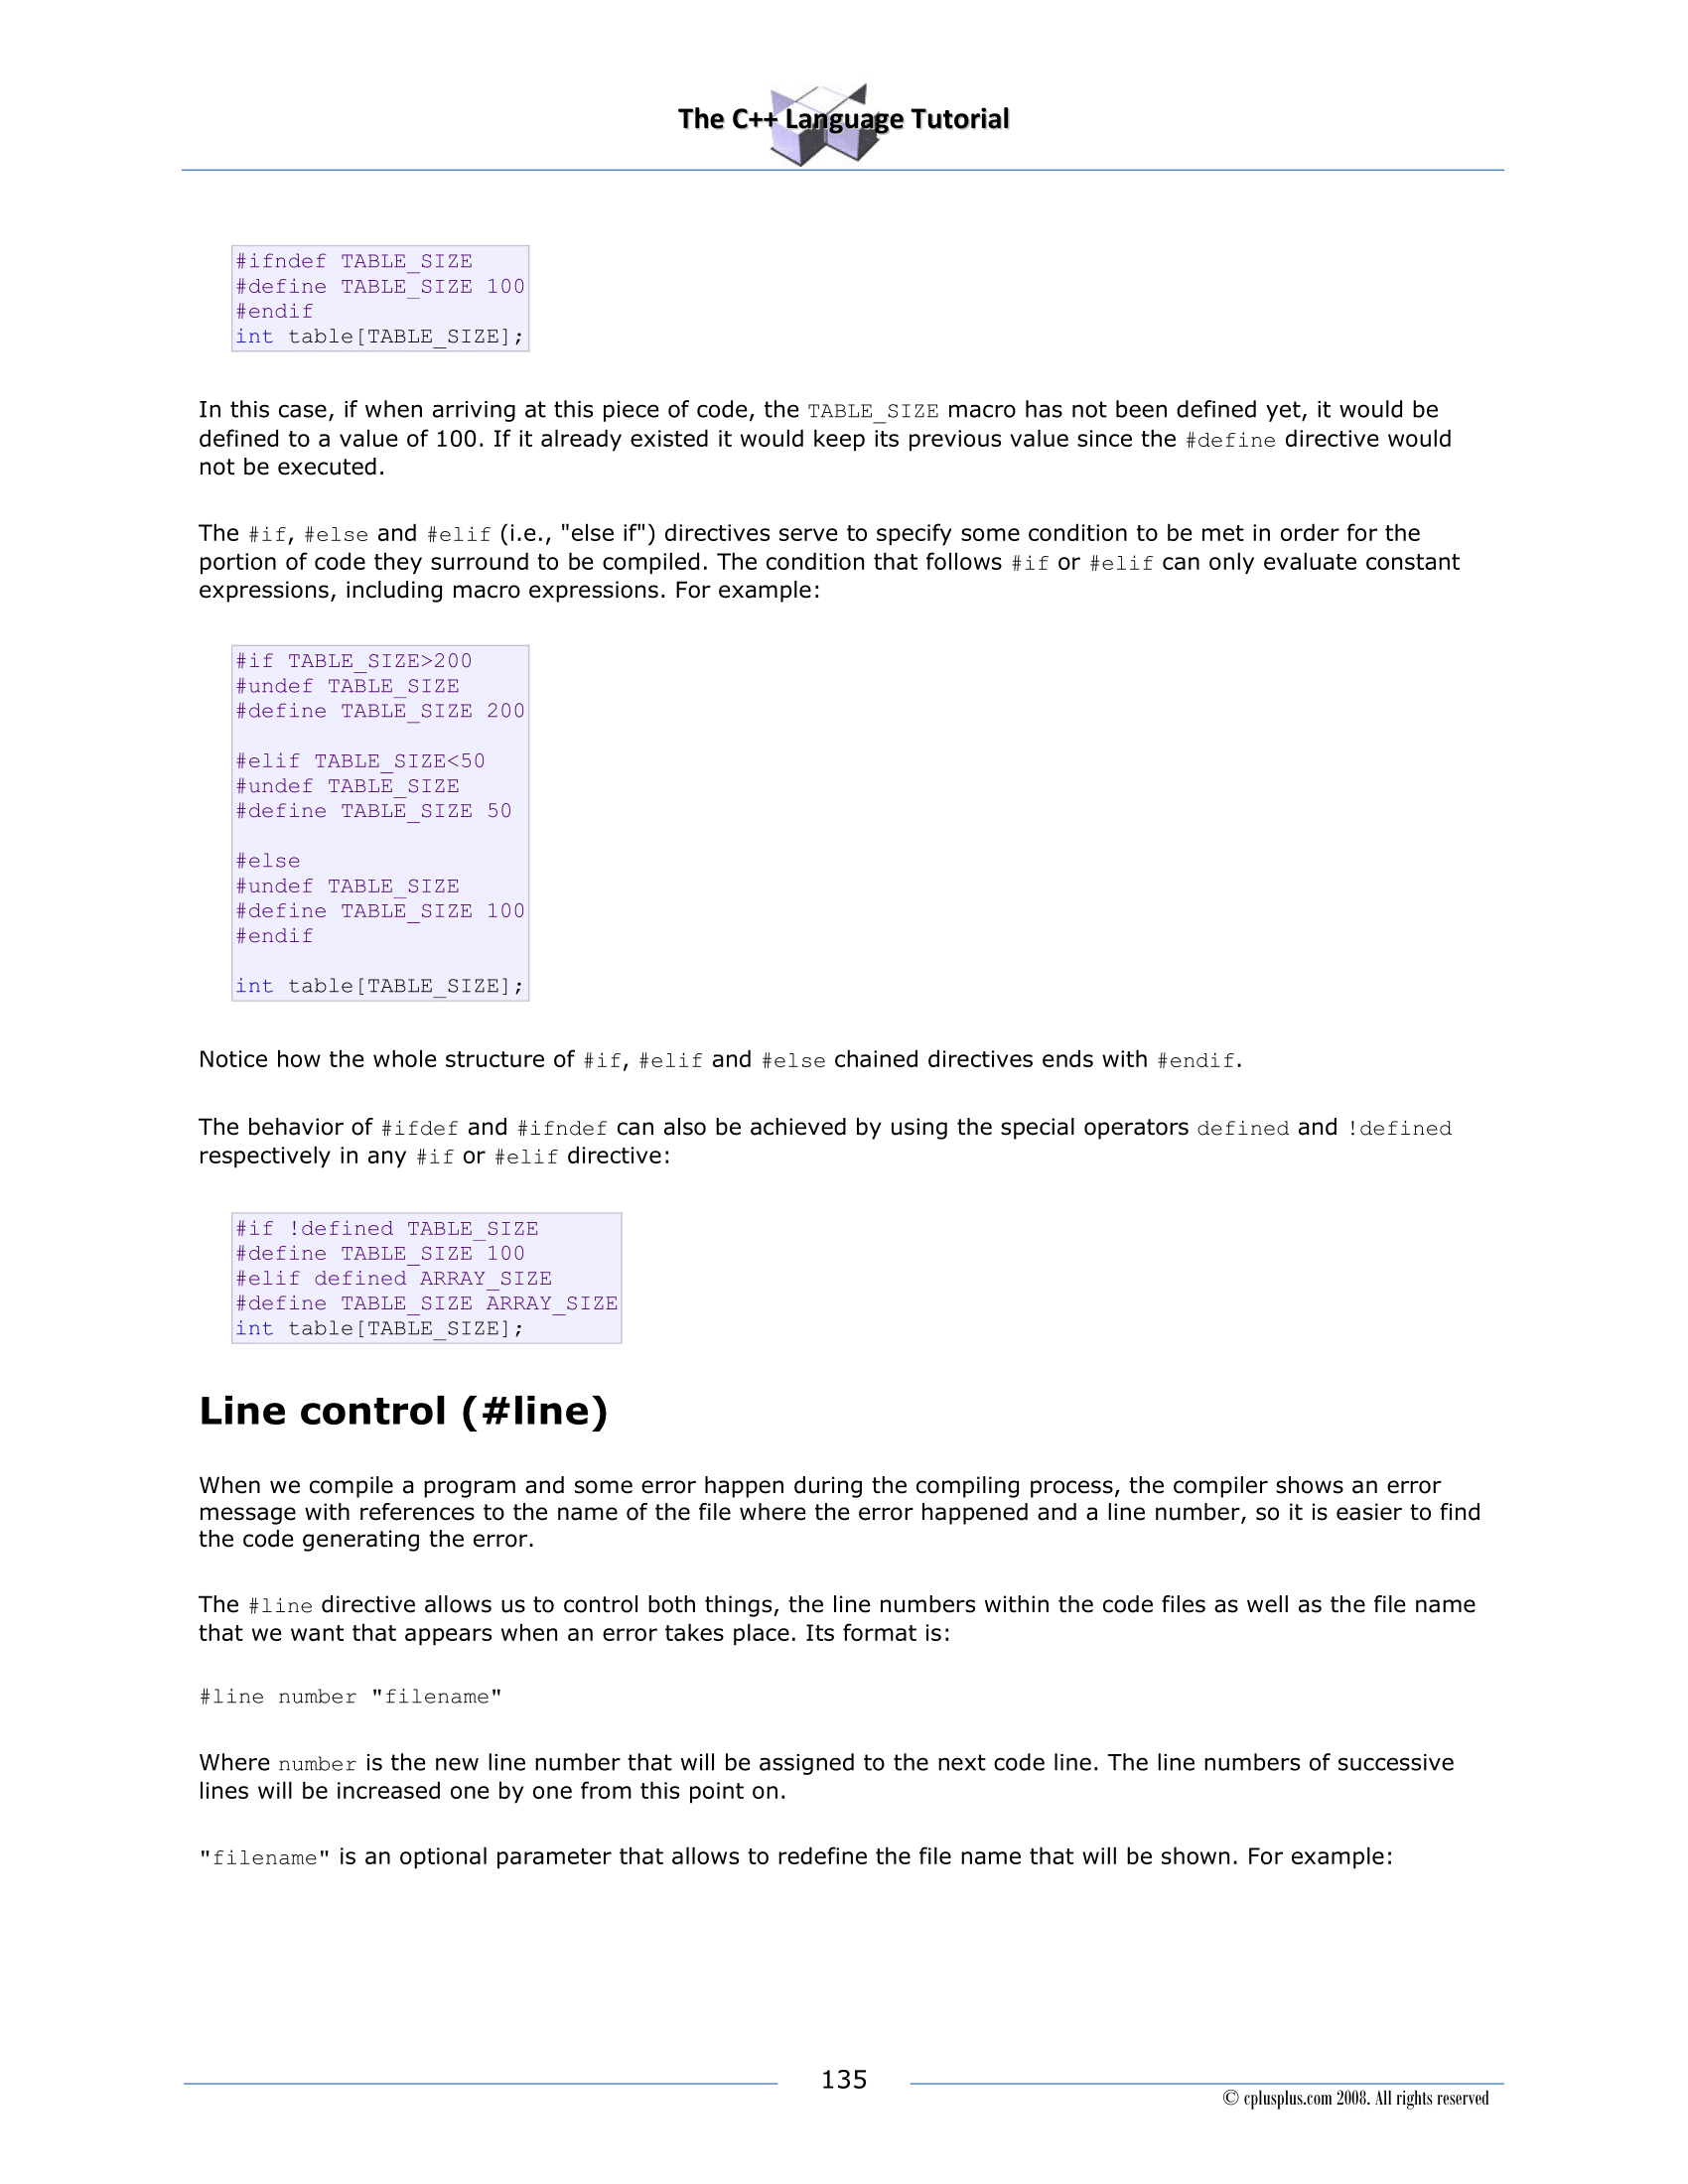 The C++ Language Tutorial
#ifndef TABLE_SIZE
#define TABLE_SIZE 100
#endif
int table[TABLE_SIZE];
In this case, if when arriving at this piece of code, the TABLE_SIZE macro has not been defined yet, it would be
defined to a value of 100. If it already existed it would keep its previous value since the #define directive would
not be executed.
The #if, #else and #elif (i.e., "else if") directives serve to specify some condition to be met in order for the
portion of code they surround to be compiled. The condition that follows #if or #elif can only evaluate constant
expressions, including macro expressions. For example:
#if TABLE_SIZE>200
#undef TABLE_SIZE
#define TABLE_SIZE 200
#elif TABLE_SIZE<50
#undef TABLE_SIZE
#define TABLE_SIZE 50
#else
#undef TABLE_SIZE
#define TABLE_SIZE 100
#endif
int table[TABLE_SIZE];
Notice how the whole structure of #if, #elif and #else chained directives ends with #endif.
The behavior of #ifdef and #ifndef can also be achieved by using the special operators defined and !defined
respectively in any #if or #elif directive:
#if !defined TABLE_SIZE
#define TABLE_SIZE 100
#elif defined ARRAY_SIZE
#define TABLE_SIZE ARRAY_SIZE
int table[TABLE_SIZE];
Line control (#line)
When we compile a program and some error happen during the compiling process, the compiler shows an error
message with references to the name of the file where the error happened and a line number, so it is easier to find
the code generating the error.
The #line directive allows us to control both things, the line numbers within the code files as well as the file name
that we want that appears when an error takes place. Its format is:
#line number "filename"
Where number is the new line number that will be assigned to the next code line. The line numbers of successive
lines will be increased one by one from this point on.
"filename" is an optional parameter that allows to redefine the file name that will be shown. For example:
135
© cplusplus.com 2008. All rights reserved